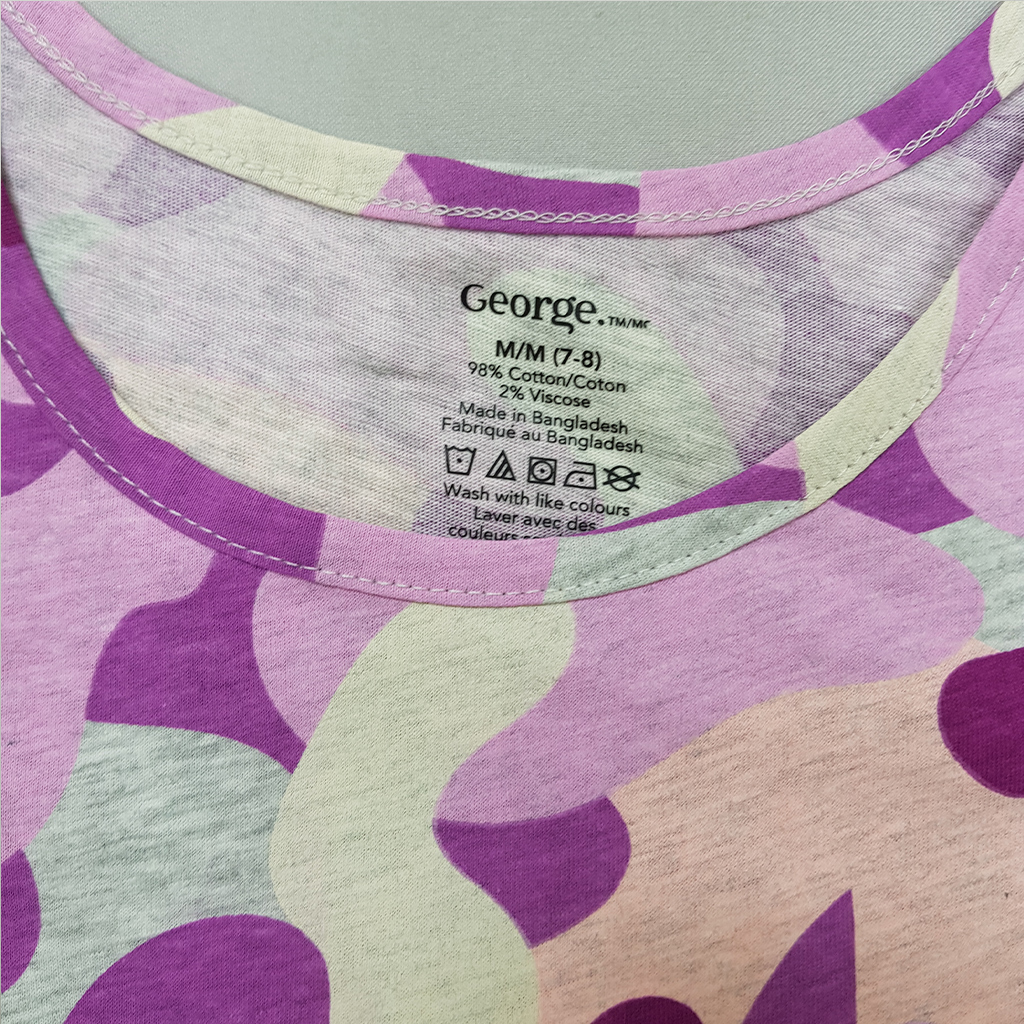 George.™/MC
M/M (7-8)
98% Cotton/Coton
2% Viscose
Made in Bangladesh
Fabriqué au Bangladesh
Wash with like colours
Laver avec des
couleurs